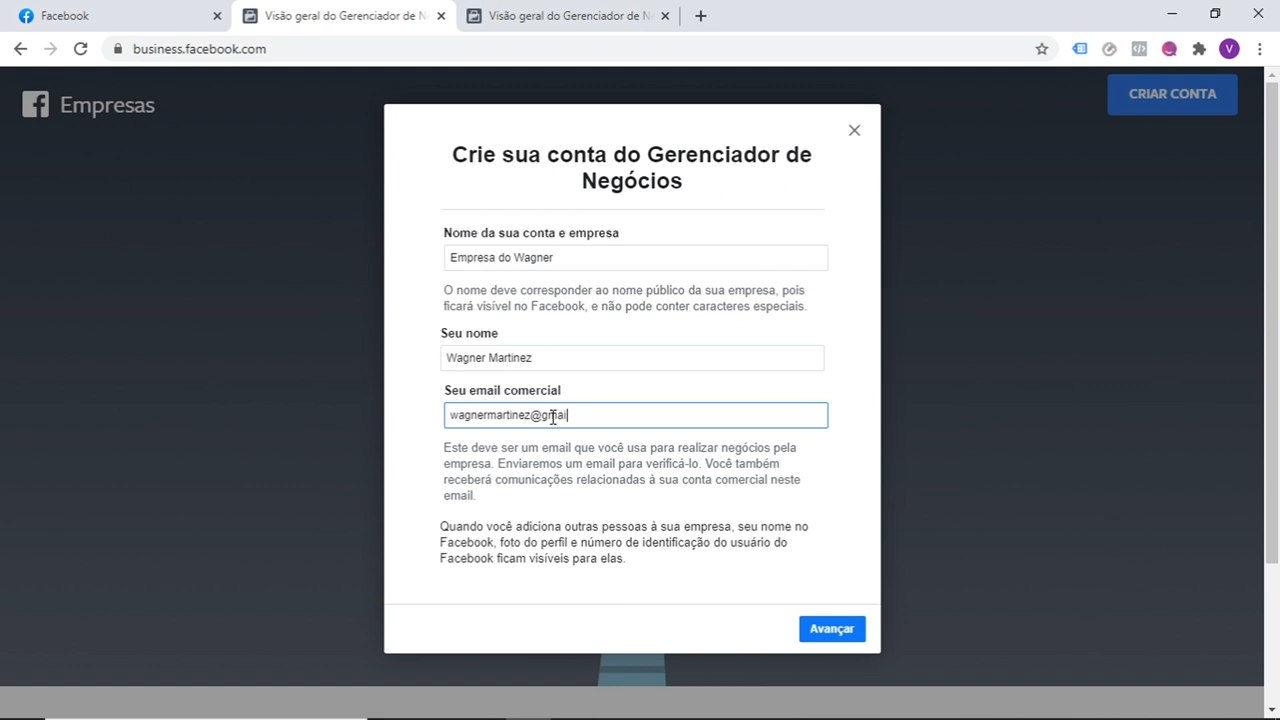 Facebook
Visão geral do Gerenciador de N
Visão geral do Gerenciador de N
business.facebook.com
V
Empresas
CRIAR CONTA
Crie sua conta do Gerenciador de
Negócios
Nome da sua conta e empresa
Empresa do Wagner
O nome deve corresponder ao nome público da sua empresa, pois
ficará visível no Facebook, e não pode conter caracteres especiais.
Seu nome
Wagner Martinez
Seu email comercial
wagnermartinez@gmail
Este deve ser um email que você usa para realizar negócios pela
empresa. Enviaremos um email para verificá-lo. Você também
receberá comunicações relacionadas à sua conta comercial neste
email.
Quando você adiciona outras pessoas à sua empresa, seu nome no
Facebook, foto do perfil e número de identificação do usuário do
Facebook ficam visíveis para elas.
Avançar